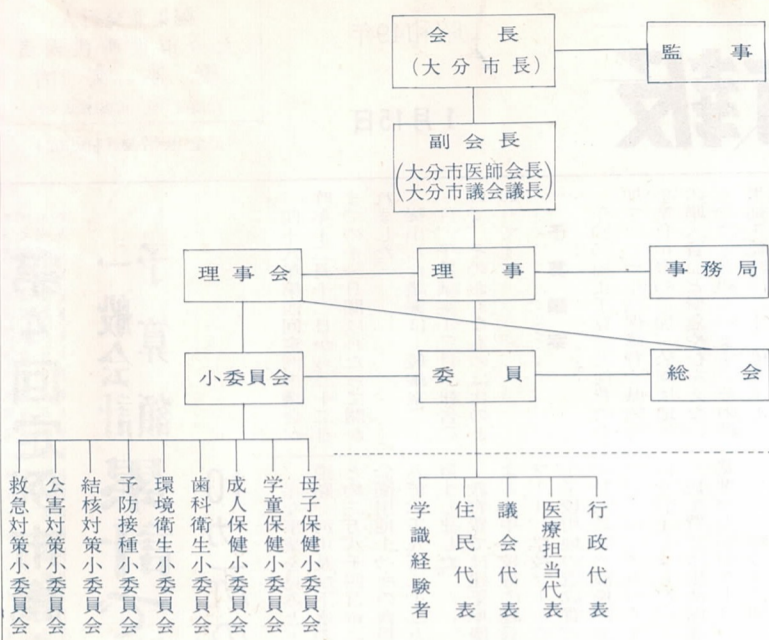 会長
(大分市長)
監事
副会長
(大分市医師会長
大分市議会議長)
理事会
理事
事務局
小委員会
委員
総会
母子保健小委員会
学童保健小委員会
成人保健小委員会
歯科衛生小委員会
環境衛生小委員会
予防接種小委員会
結核対策小委員会
公害対策小委員会
救急対策小委員会
行政代表
医療担当代表
議会代表
住民代表
学識経験者